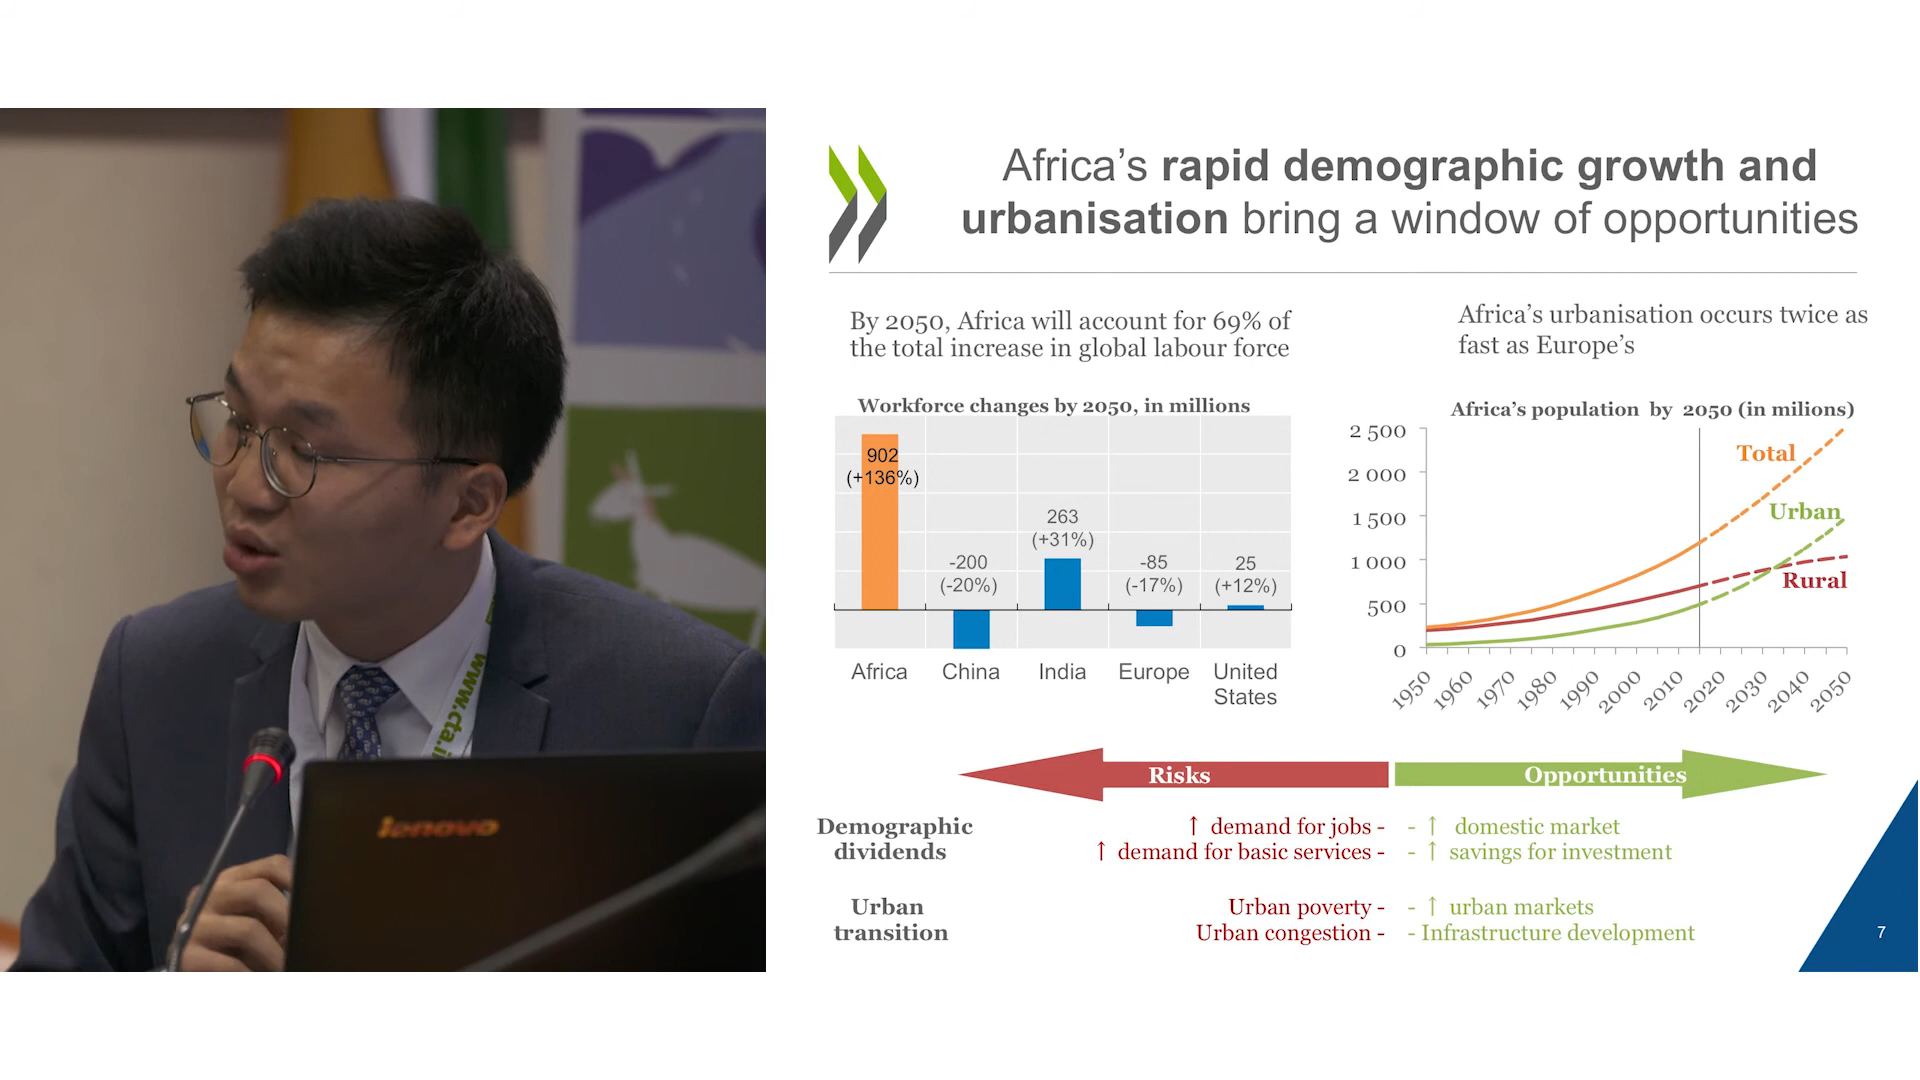 Africa's rapid demographic growth and
urbanisation bring a window of opportunities
By 2050, Africa will account for 69% of
the total increase in global labour force
Africa's urbanisation occurs twice as
fast as Europe's
Workforce changes by 2050, in millions
902
(+136%)
-200
(-20%)
263
(+31%)
-85
(-17%)
25
(+12%)
Africa
China
India
Europe
United
States
Africa's population by 2050 (in milions)
2 500
2 000
1 500
1 000
500
0
Total
Urban
Rural
1950
1960
1970
1980
1990
2000
2010
2020
2030
2040
2050
Risks
Opportunities
Demographic
dividends
↑ demand for jobs -
↑ demand for basic services -
- ↑ domestic market
- ↑ savings for investment
Urban
transition
Urban poverty -
Urban congestion -
- ↑ urban markets
- Infrastructure development
7
www.cta.i
lenovo